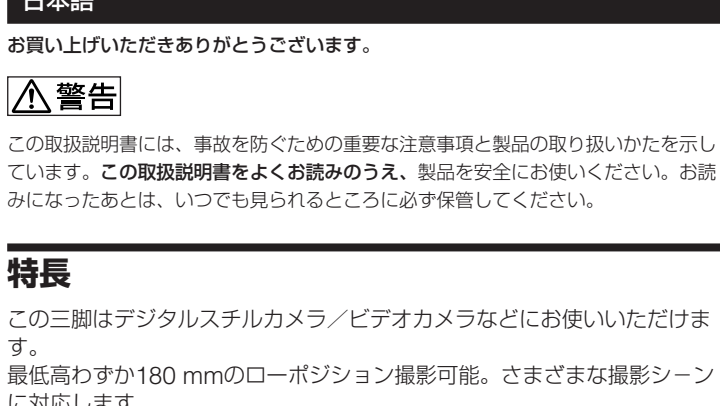 日本語
お買い上げいただきありがとうございます。
警告
この取扱説明書には、事故を防ぐための重要な注意事項と製品の取り扱いかたを示し
ています。この取扱説明書をよくお読みのうえ、製品を安全にお使いください。お読
みになったあとは、いつでも見られるところに必ず保管してください。
特長
この三脚はデジタルスチルカメラ／ビデオカメラなどにお使いいただけま
す。
最低高わずか180 mmのローポジション撮影可能。さまざまな撮影シーン
に対応します。